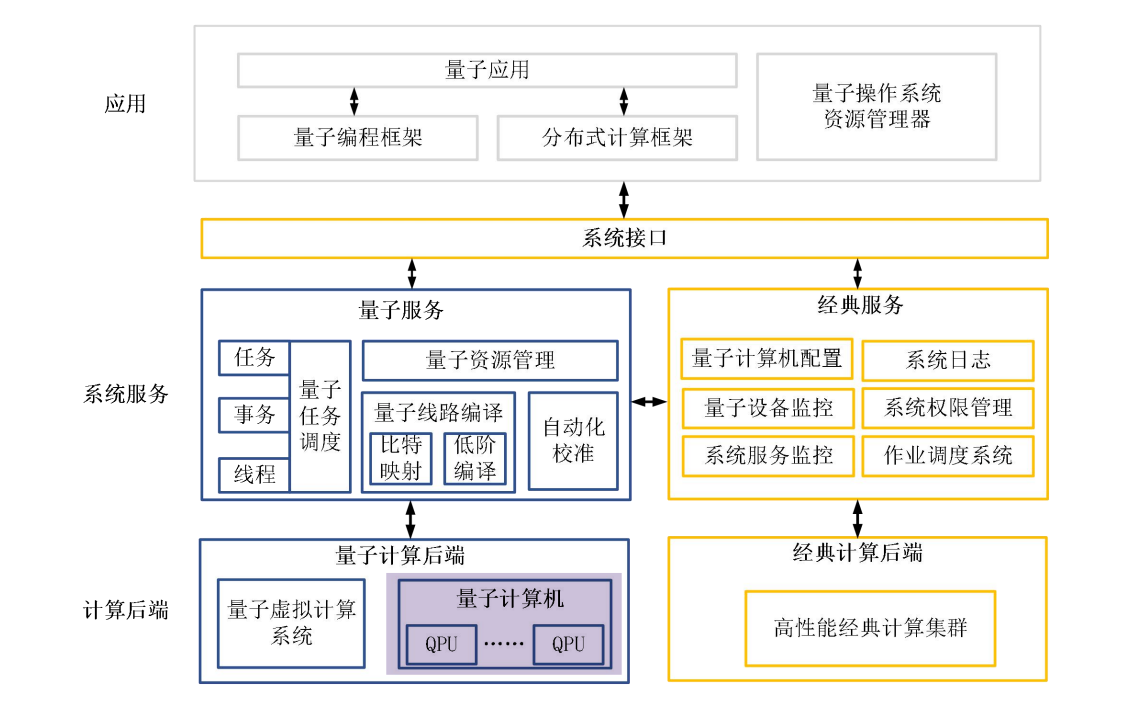 应用
量子应用
量子编程框架
分布式计算框架
量子操作系统
资源管理器
系统接口
系统服务
量子服务
任务
事务
线程
量子
任务
调度
量子资源管理
量子线路编译
比特
映射
低阶
编译
自动化
校准
经典服务
量子计算机配置
系统日志
量子设备监控
系统权限管理
系统服务监控
作业调度系统
计算后端
量子计算后端
量子虚拟计算
系统
量子计算机
QPU
……
QPU
经典计算后端
高性能经典计算集群